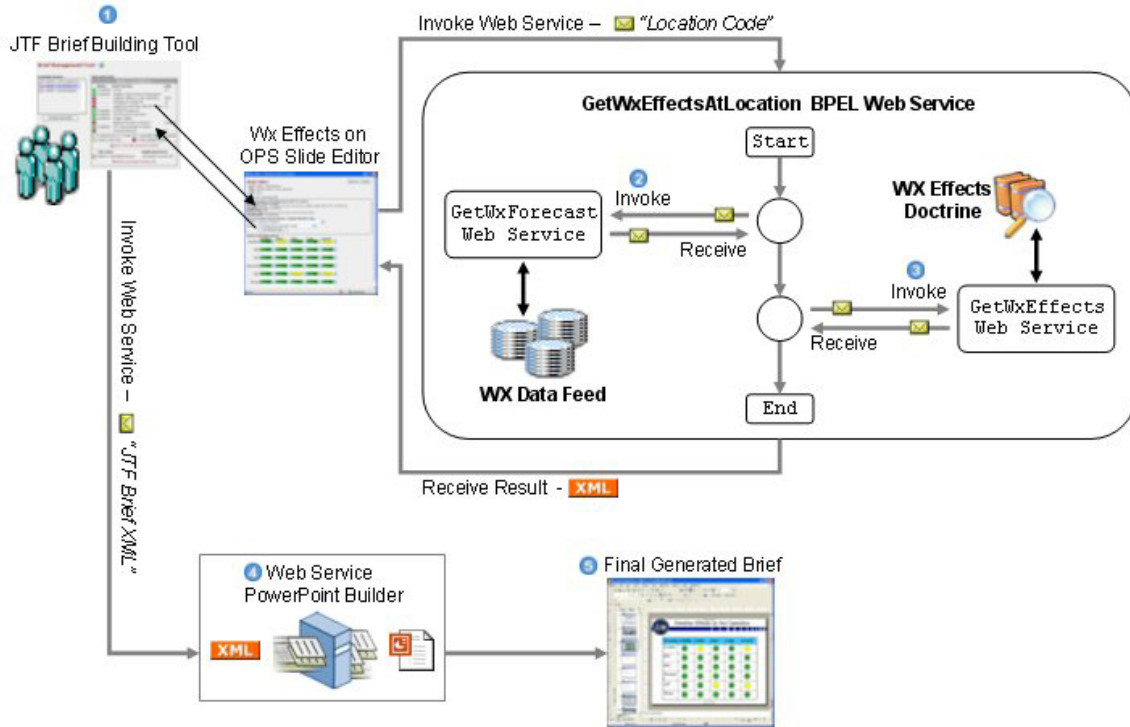 1
JTF Brief Building Tool
Invoke Web Service – "Location Code"
GetWxEffectsAtLocation BPEL Web Service
Start
Wx Effects on
OPS Slide Editor
2
Invoke
GetWxForecast
Web Service
Receive
WX Effects
Doctrine
3
Invoke
GetWxEffects
Web Service
Receive
WX Data Feed
End
Receive Result - XML
Invoke Web Service – "JTF Brief XML"
4 Web Service
PowerPoint Builder
XML
5 Final Generated Brief